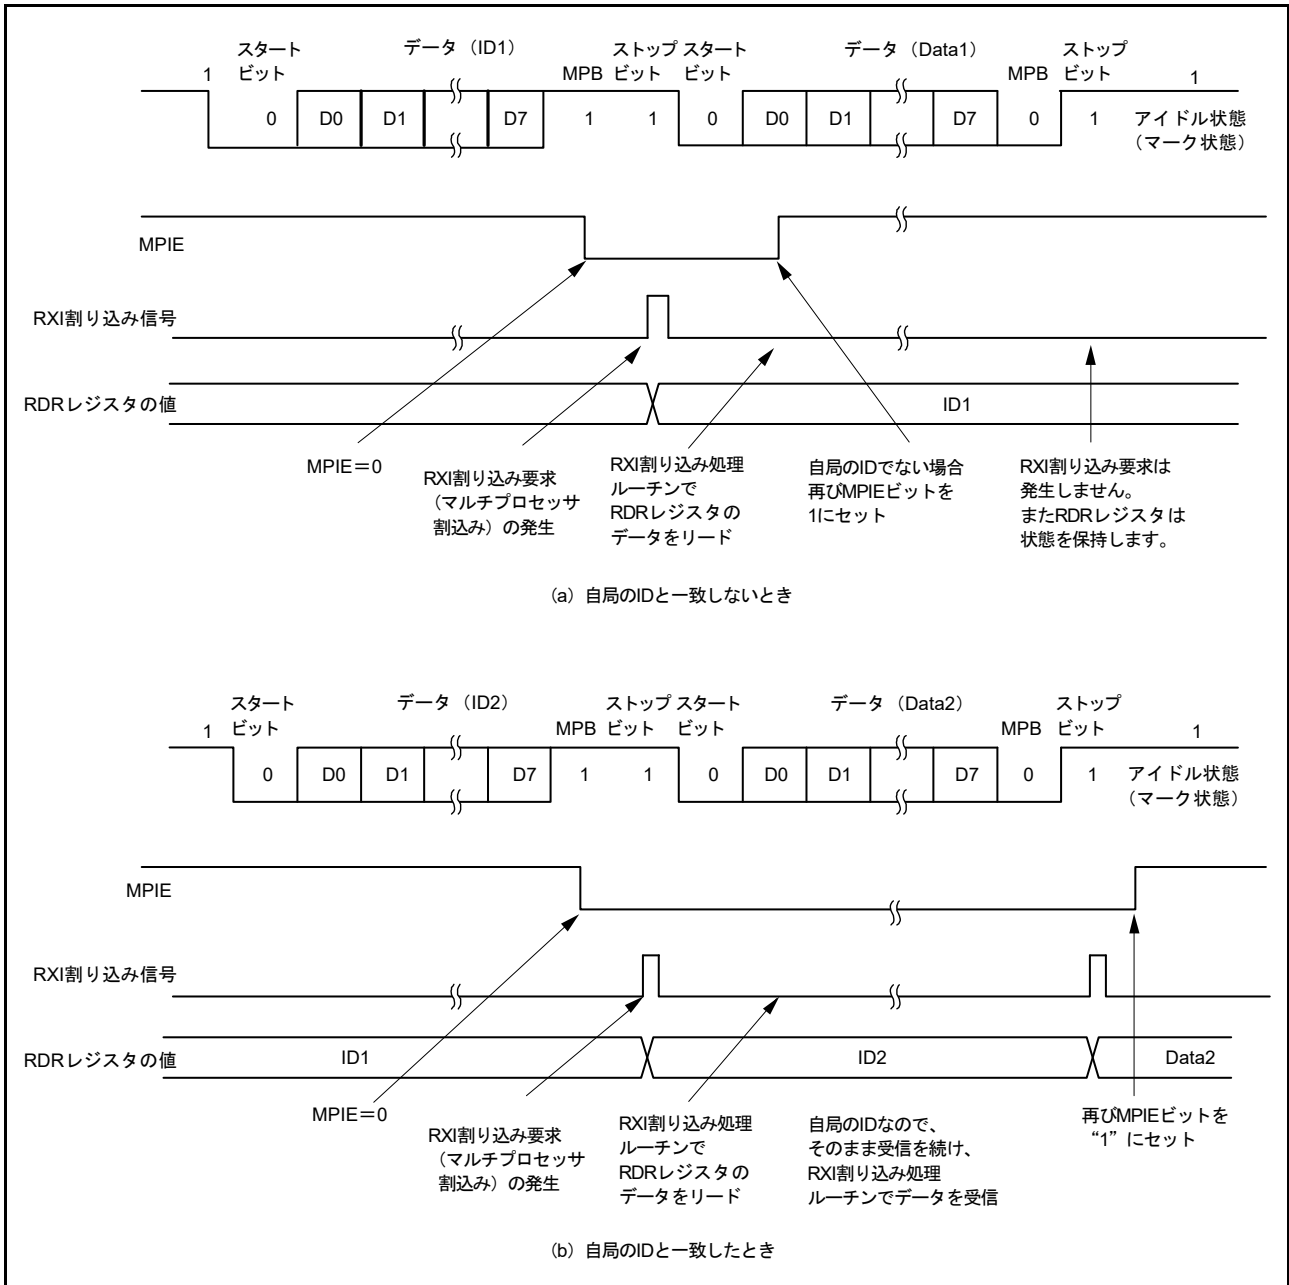 スタート
ビット
データ（ID1）
ストップ スタート
ビット ビット
データ（Data1）
ストップ
ビット
1
MPB
MPB
1
0
D0
D1
D7
1
1
0
D0
D1
D7
0
1
アイドル状態
（マーク状態）
MPIE
RXI割り込み信号
RDRレジスタの値
ID1
MPIE＝0
RXI割り込み要求
（マルチプロセッサ
割込み）の発生
RXI割り込み処理
ルーチンで
RDRレジスタの
データをリード
自局のIDでない場合
再びMPIEビットを
1にセット
RXI割り込み要求は
発生しません。
またRDRレジスタは
状態を保持します。
（a）自局のIDと一致しないとき
スタート
ビット
データ（ID2）
ストップ スタート
ビット ビット
データ（Data2）
ストップ
ビット
1
MPB
MPB
1
0
D0
D1
D7
1
1
0
D0
D1
D7
0
1
アイドル状態
（マーク状態）
MPIE
RXI割り込み信号
RDRレジスタの値
ID1
ID2
Data2
MPIE＝0
RXI割り込み要求
（マルチプロセッサ
割込み）の発生
RXI割り込み処理
ルーチンで
RDRレジスタの
データをリード
自局のIDなので、
そのまま受信を続け、
RXI割り込み処理
ルーチンでデータを受信
再びMPIEビットを
“1”にセット
（b）自局のIDと一致したとき